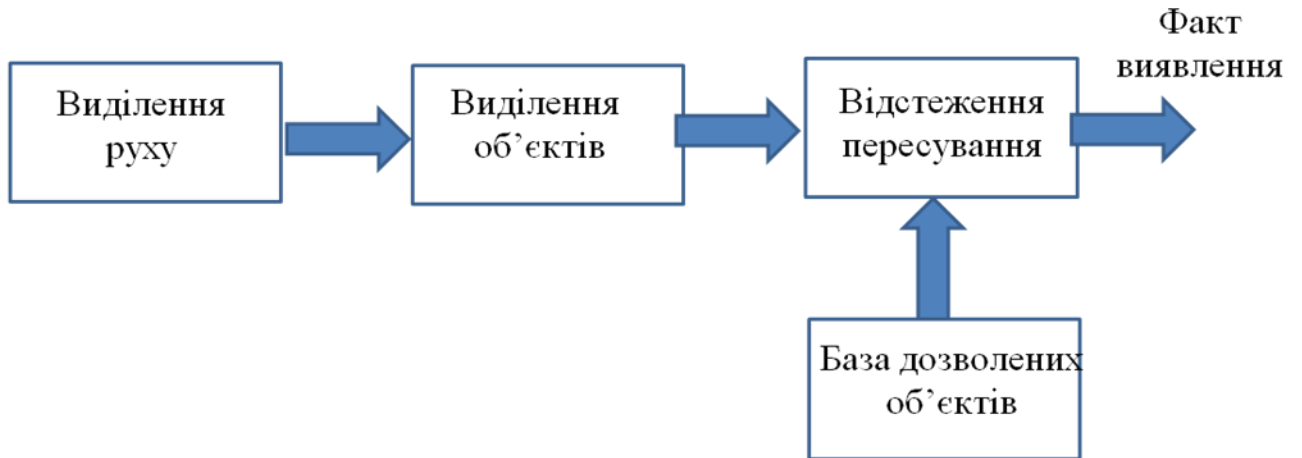 Факт
виявлення
Виділення
руху
Виділення
об’єктів
Відстеження
пересування
База дозволених
об’єктів